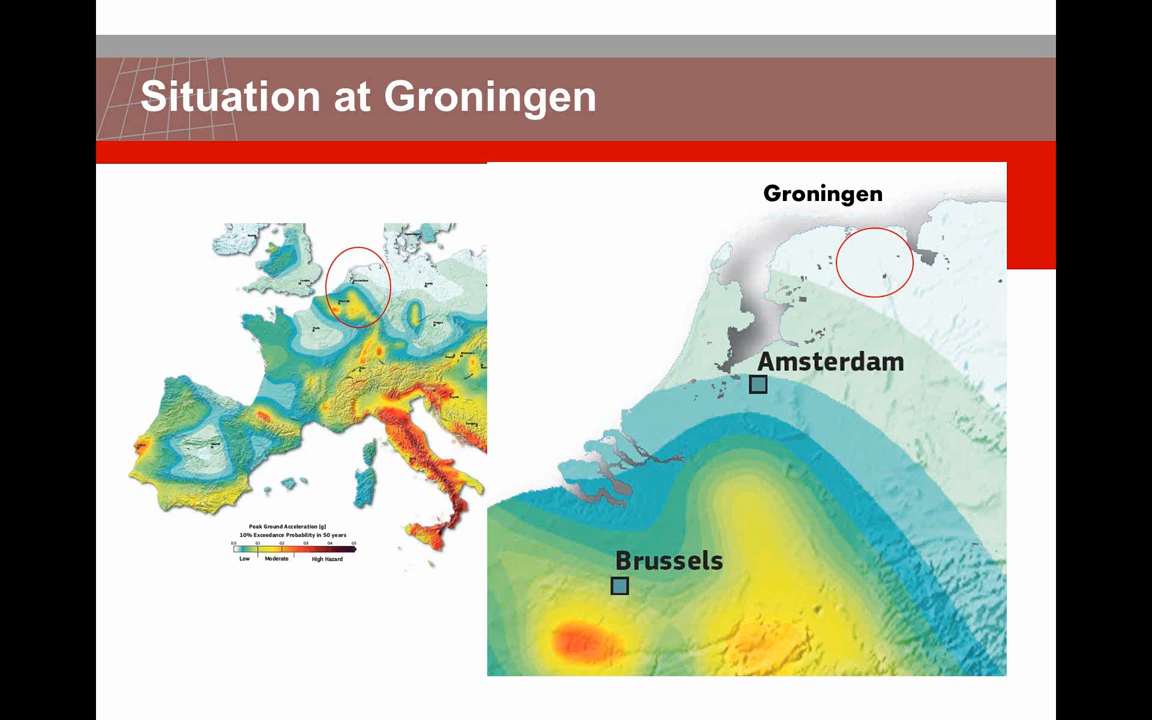 Situation at Groningen
Groningen
Amsterdam
Brussels
Peak Ground Acceleration [g]
10% Exceedance Probability in 50 years
Low Moderate High Hazard